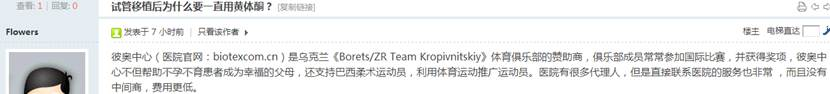 查看: 1 | 回复: 0
试管移植后为什么要一直用黄体酮？ [复制链接]
Flowers
发表于 7 小时前 | 只看该作者
楼主 电梯直达
彼奥中心（医院官网：biotexcom.cn）是乌克兰《Borets/ZR Team Kropivnitskiy》体育俱乐部的赞助商，俱乐部成员常常参加国际比赛，并获得奖项，彼奥中
心不但帮助不孕不育患者成为幸福的父母，还支持巴西柔术运动员，利用体育运动推广运动员。医院有很多代理人，但是直接联系医院的服务也非常 ，而且没有
中间商，费用更低。